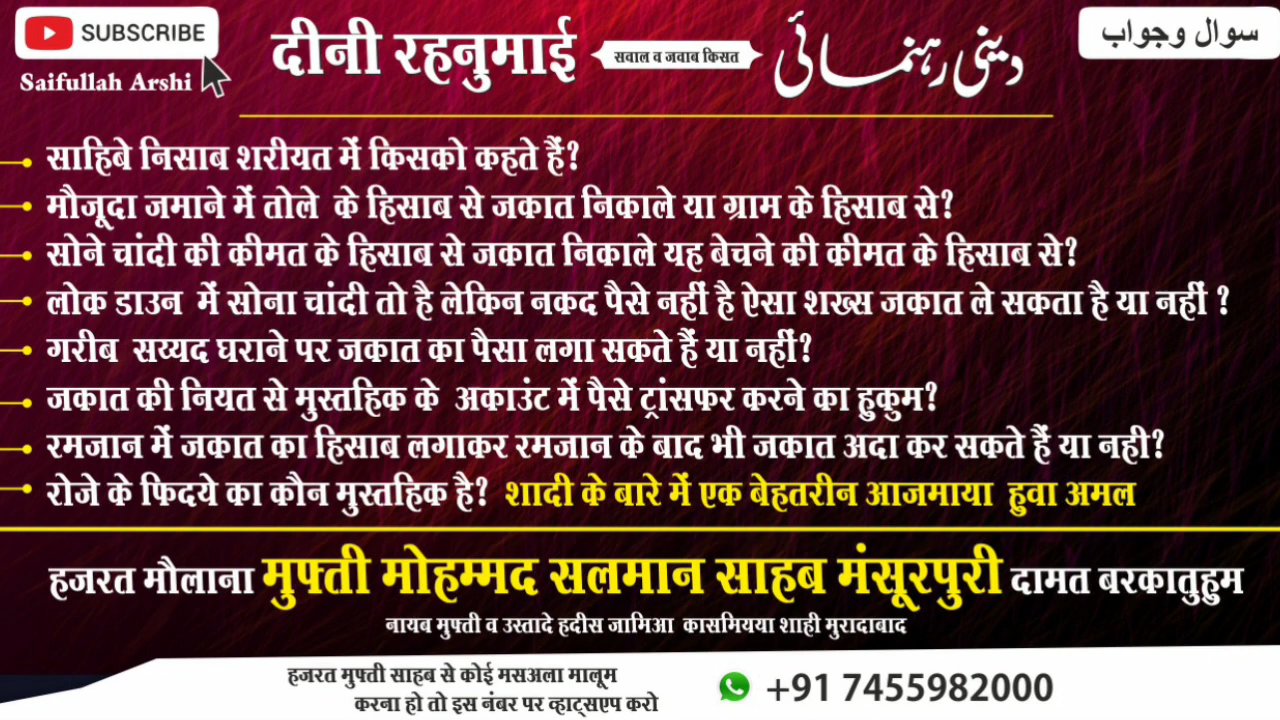 SUBSCRIBE
Saifullah Arshi
दीनी रहनुमाई
सवाल व जवाब किसत
دینی رہنمائی
سوال وجواب
साहिबे निसाब शरीयत में किसको कहते हैं?
मौजूदा जमाने में तोले के हिसाब से जकात निकाले या ग्राम के हिसाब से?
सोने चांदी की कीमत के हिसाब से जकात निकाले यह बेचने की कीमत के हिसाब से?
लोक डाउन में सोना चांदी तो है लेकिन नकद पैसे नहीं है ऐसा शख्स जकात ले सकता है या नहीं ?
गरीब सय्यद घराने पर जकात का पैसा लगा सकते हैं या नहीं?
जकात की नियत से मुस्तहिक के अकाउंट में पैसे ट्रांसफर करने का हुकुम?
रमजान में जकात का हिसाब लगाकर रमजान के बाद भी जकात अदा कर सकते हैं या नही?
रोजे के फिदये का कौन मुस्तहिक है? शादी के बारे में एक बेहतरीन आजमाया हुवा अमल
हजरत मौलाना मुफ्ती मोहम्मद सलमान साहब मंसूरपुरी दामत बरकातुहुम
नायब मुफ्ती व उस्तादे हदीस जामिआ कासमियया शाही मुरादाबाद
हजरत मुफ्ती साहब से कोई मसअला मालूम
करना हो तो इस नंबर पर व्हाट्सएप करो
+91 7455982000